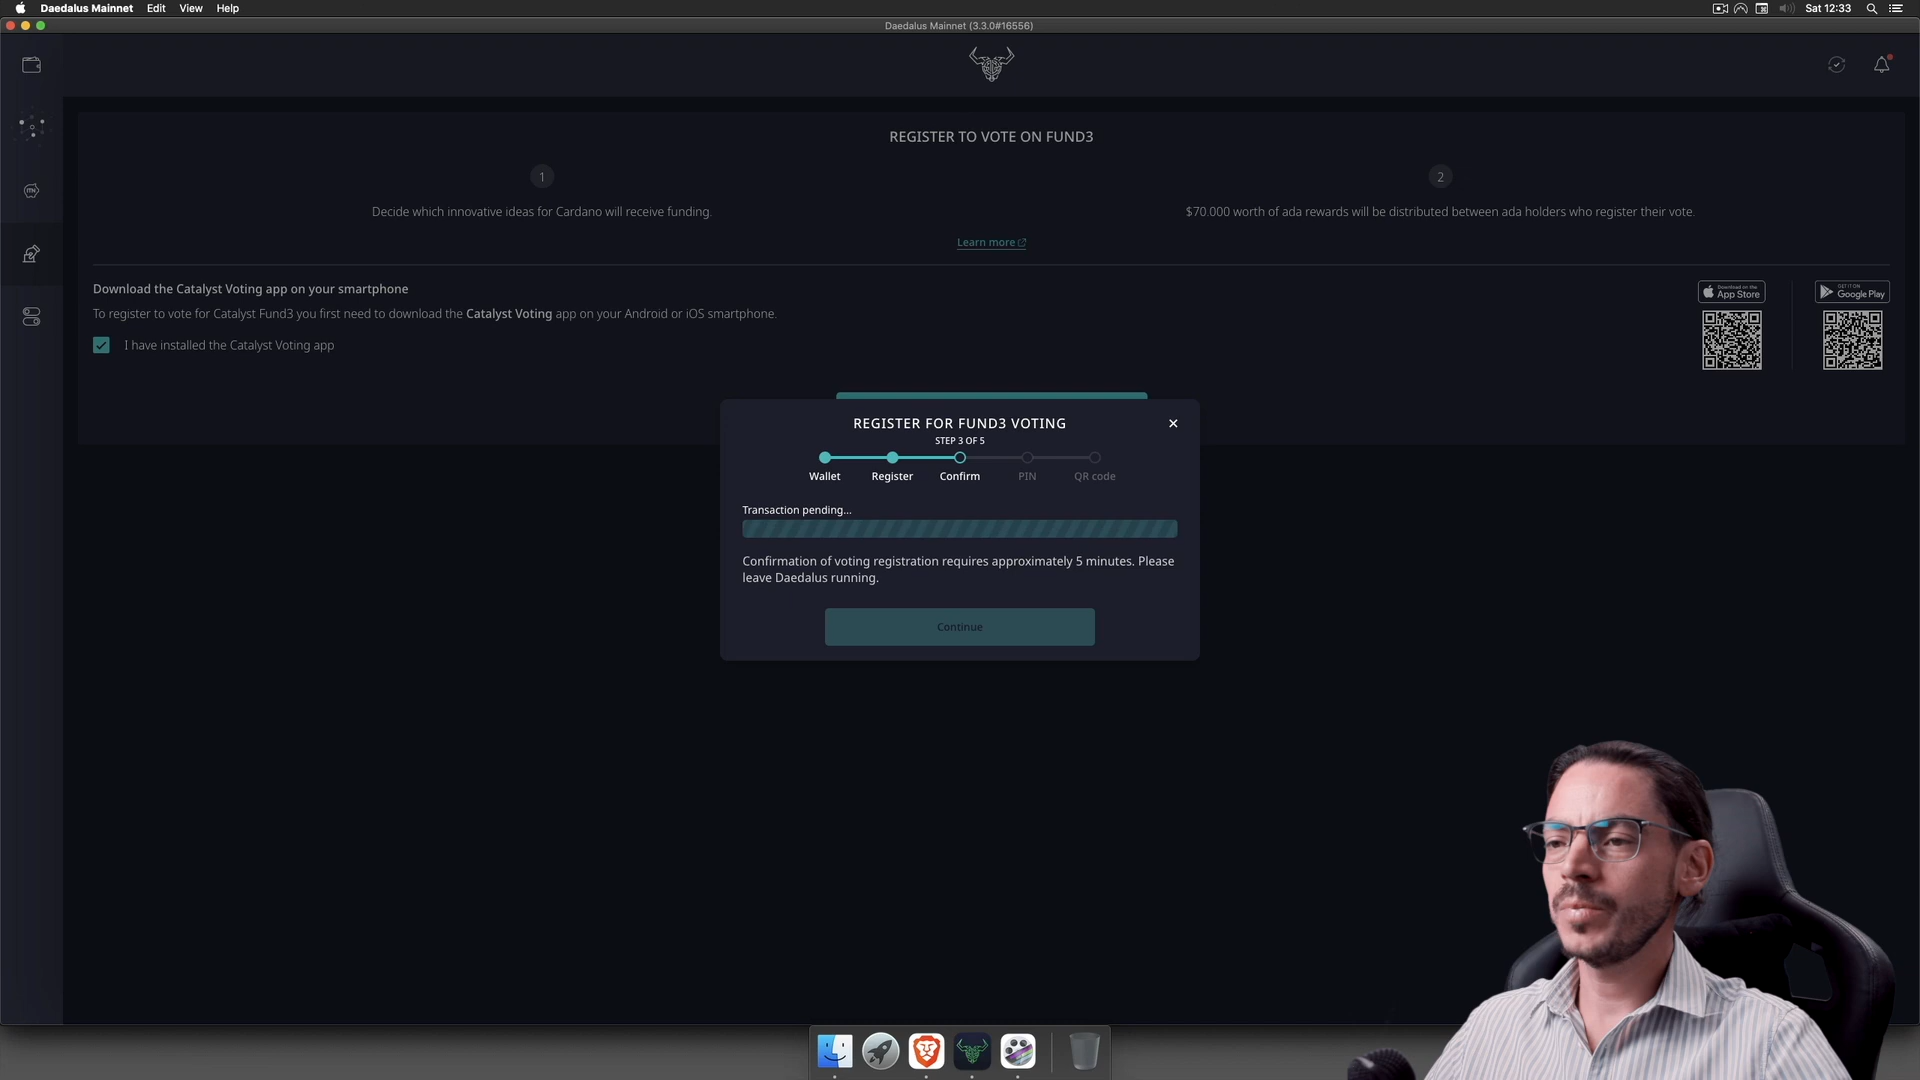 Daedalus Mainnet Edit View Help
Sat 12:33
Daedalus Mainnet (3.3.0#16556)
REGISTER TO VOTE ON FUND3
1
2
Decide which innovative ideas for Cardano will receive funding.
$70.000 worth of ada rewards will be distributed between ada holders who register their vote.
Learn more
Download the Catalyst Voting app on your smartphone
To register to vote for Catalyst Fund3 you first need to download the Catalyst Voting app on your Android or iOS smartphone.
I have installed the Catalyst Voting app
Download on the
App Store
GET IT ON
Google Play
REGISTER FOR FUND3 VOTING
STEP 3 OF 5
Wallet Register Confirm PIN QR code
Transaction pending...
Confirmation of voting registration requires approximately 5 minutes. Please
leave Daedalus running.
Continue